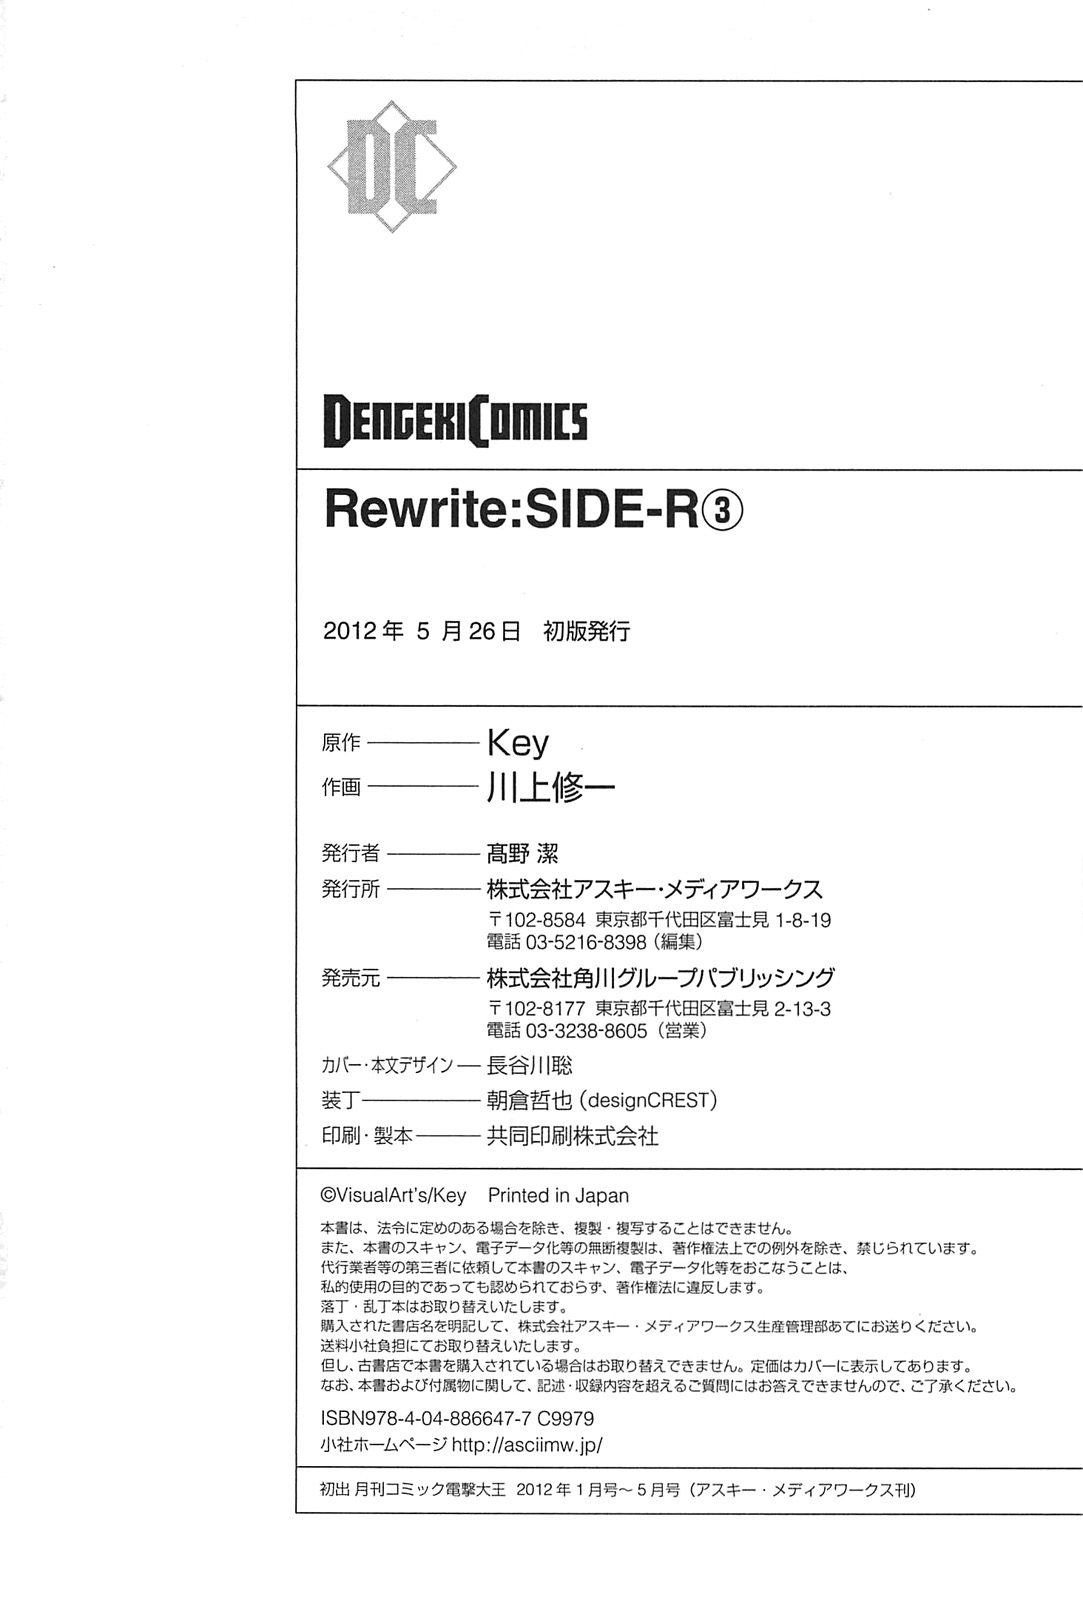 DC
DENGEKI COMICS
Rewrite:SIDE-R③
2012年 5 月26日　初版発行
原作 ――― Key
作画 ――― 川上修一
発行者 ――― 髙野 潔
発行所 ――― 株式会社アスキー・メディアワークス
〒102-8584 東京都千代田区富士見 1-8-19
電話 03-5216-8398（編集）
発売元 ――― 株式会社角川グループパブリッシング
〒102-8177 東京都千代田区富士見 2-13-3
電話 03-3238-8605（営業）
カバー・本文デザイン ― 長谷川聡
装丁 ――― 朝倉哲也（designCREST）
印刷・製本 ――― 共同印刷株式会社
©VisualArt's/Key　Printed in Japan
本書は、法令に定めのある場合を除き、複製・複写することはできません。
また、本書のスキャン、電子データ化等の無断複製は、著作権法上での例外を除き、禁じられています。
代行業者等の第三者に依頼して本書のスキャン、電子データ化等をおこなうことは、
私的使用の目的であっても認められておらず、著作権法に違反します。
落丁・乱丁本はお取り替えいたします。
購入された書店名を明記して、株式会社アスキー・メディアワークス生産管理部あてにお送りください。
送料小社負担にてお取り替えいたします。
但し、古書店で本書を購入されている場合はお取り替えできません。定価はカバーに表示してあります。
なお、本書および付属物に関して、記述・収録内容を超えるご質問にはお答えできませんので、ご了承ください。
ISBN978-4-04-886647-7 C9979
小社ホームページ http://asciimw.jp/
初出 月刊コミック電撃大王 2012年１月号～５月号（アスキー・メディアワークス刊）